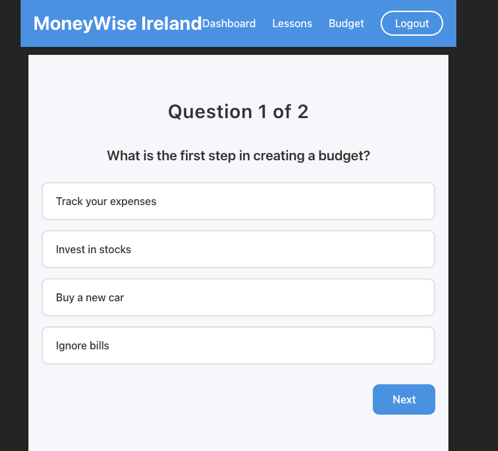 MoneyWise Ireland Dashboard Lessons Budget Logout
Question 1 of 2
What is the first step in creating a budget?
Track your expenses
Invest in stocks
Buy a new car
Ignore bills
Next